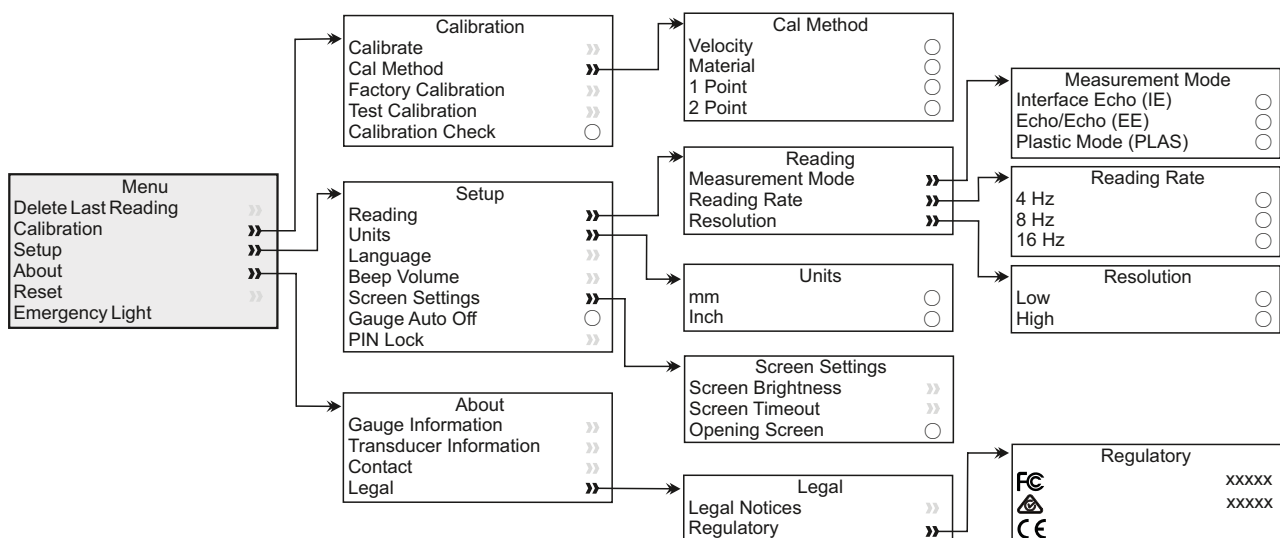 Menu
Delete Last Reading
Calibration
Setup
About
Reset
Emergency Light
Calibration
Calibrate
Cal Method
Factory Calibration
Test Calibration
Calibration Check
Setup
Reading
Units
Language
Beep Volume
Screen Settings
Gauge Auto Off
PIN Lock
About
Gauge Information
Transducer Information
Contact
Legal
Cal Method
Velocity
Material
1 Point
2 Point
Reading
Measurement Mode
Reading Rate
Resolution
Units
mm
Inch
Screen Settings
Screen Brightness
Screen Timeout
Opening Screen
Legal
Legal Notices
Regulatory
Measurement Mode
Interface Echo (IE)
Echo/Echo (EE)
Plastic Mode (PLAS)
Reading Rate
4 Hz
8 Hz
16 Hz
Resolution
Low
High
Regulatory
FC xxxxx
xxxxx
CE